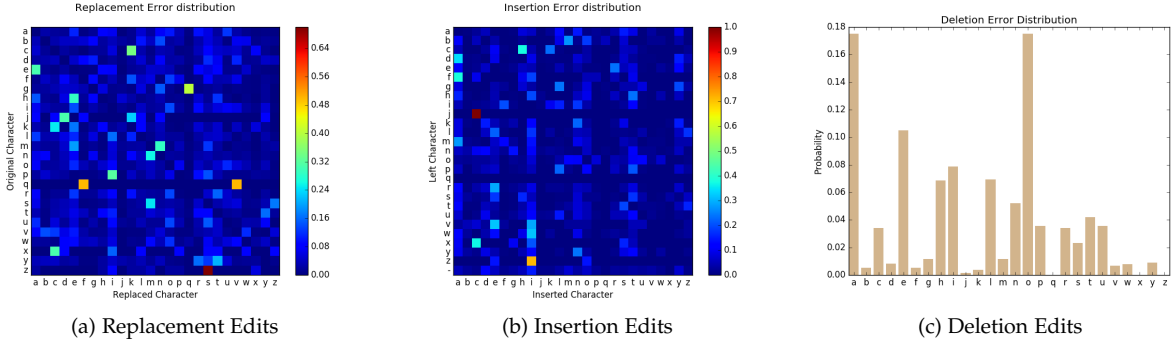 Replacement Error distribution
Original Character
a
b
c
d
e
f
g
h
i
j
k
l
m
n
o
p
q
r
s
t
u
v
w
x
y
z
a b c d e f g h i j k l m n o p q r s t u v w x y z
Replaced Character
0.64
0.56
0.48
0.40
0.32
0.24
0.16
0.08
0.00
(a) Replacement Edits
Insertion Error distribution
Left Character
a
b
c
d
e
f
g
h
i
j
k
l
m
n
o
p
q
r
s
t
u
v
w
x
y
z
-
a b c d e f g h i j k l m n o p q r s t u v w x y z
Inserted Character
1.0
0.9
0.8
0.7
0.6
0.5
0.4
0.3
0.2
0.1
0.0
(b) Insertion Edits
Deletion Error Distribution
Probability
0.18
0.16
0.14
0.12
0.10
0.08
0.06
0.04
0.02
0.00
a b c d e f g h i j k l m n o p q r s t u v w x y z
(c) Deletion Edits